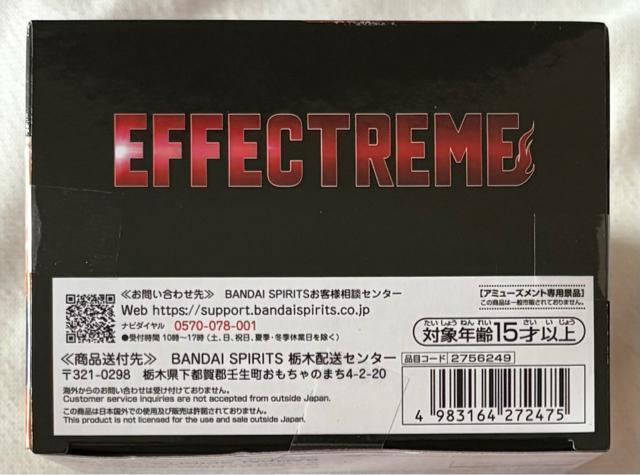 EFFECTREME
≪お問い合わせ先≫ BANDAI SPIRITSお客様相談センター
Web https://support.bandaispirits.co.jp
ナビダイヤル 0570-078-001
●受付時間 10時～17時 (土、日、祝日、夏季・冬季休業日を除く)
[アミューズメント専用景品]
この商品は一般市販されておりません。
たいしょうねんれい さい いじょう
対象年齢15才以上
≪商品送付先≫ BANDAI SPIRITS 栃木配送センター
〒321-0298 栃木県下都賀郡壬生町おもちゃのまち4-2-20
品目コード 2756249
海外からのお問い合わせは受け付けておりません。
Customer service inquiries are not accepted from outside Japan.
この商品は日本国外での使用及び販売は許諾されておりません。
This product is not licensed for the use and sale outside Japan.
4 983164 272475